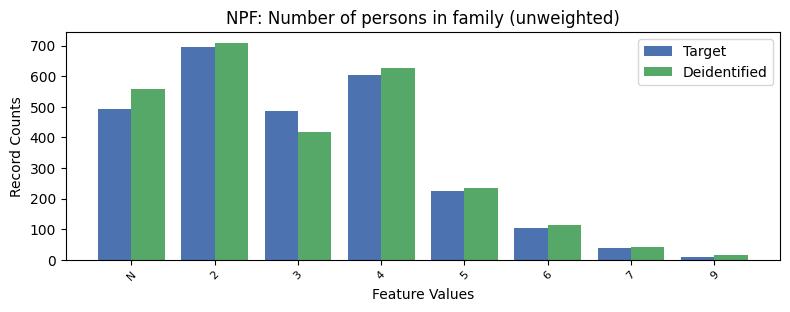 NPF: Number of persons in family (unweighted)
Target
Deidentified
Record Counts
700
600
500
400
300
200
100
0
N 2 3 4 5 6 7 9
Feature Values